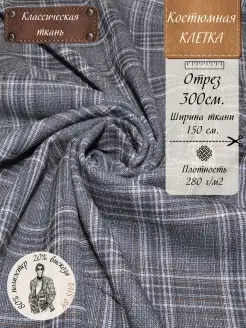 Классическая
ткань
Костюмная
КЛЕТКА
Отрез
300см.
Ширина ткани
150 см.
Плотность
280 г/м2
80% полиэстер 20% вискоза